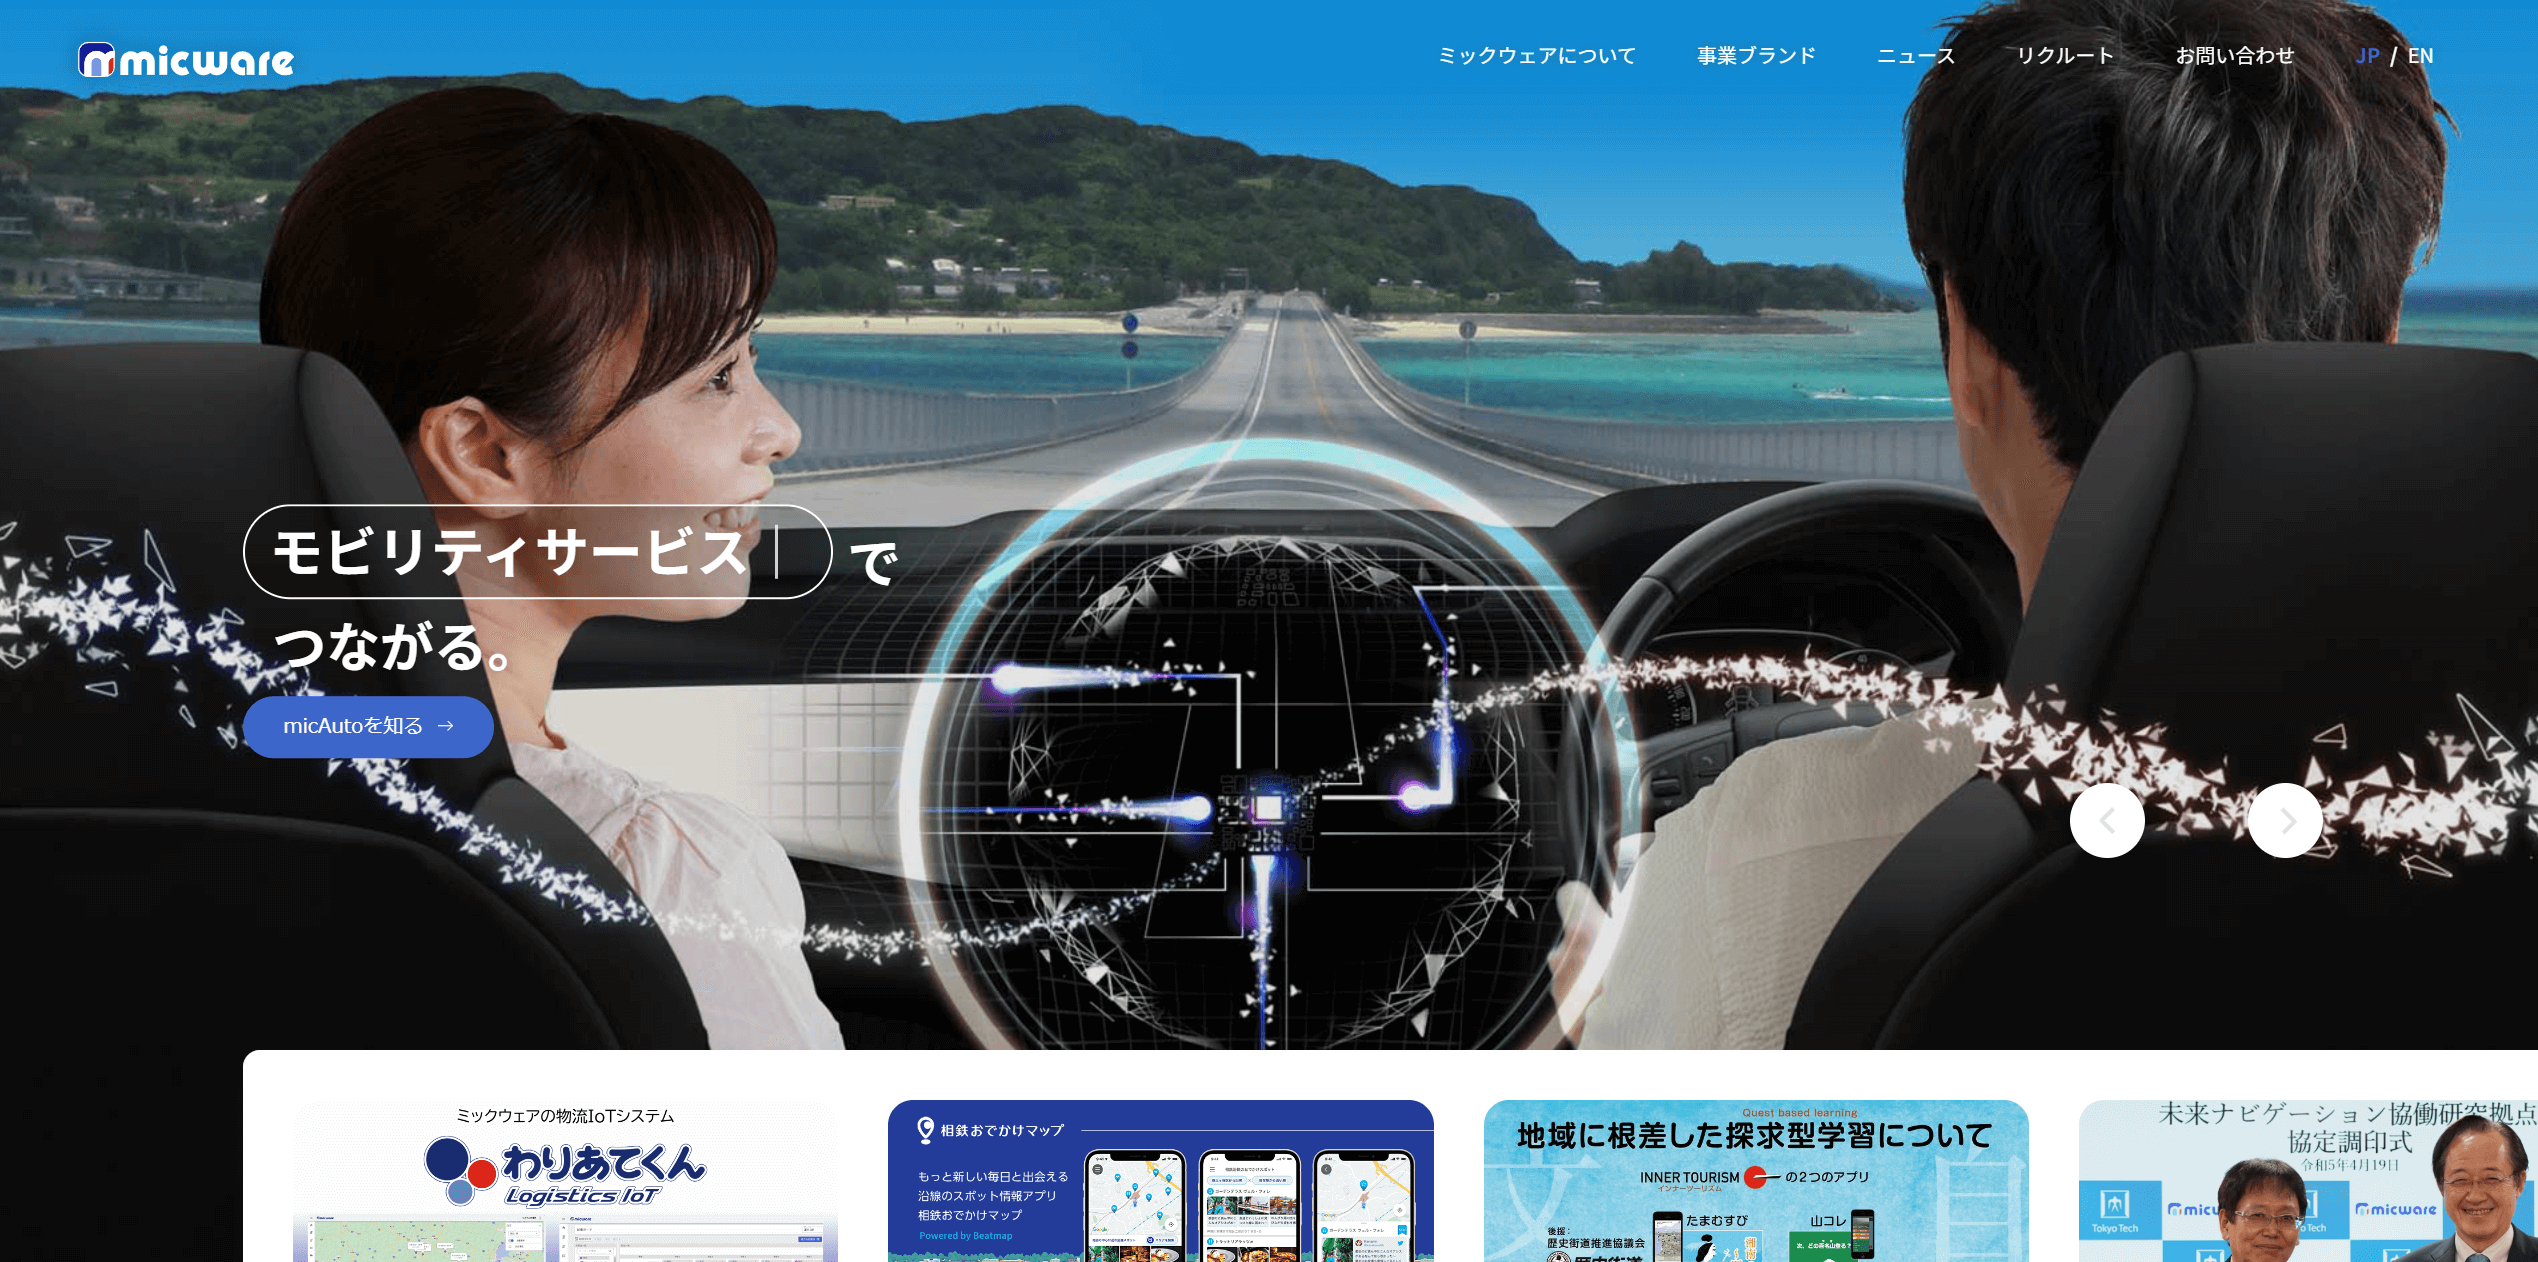 micware
ミックウェアについて
事業ブランド
ニュース
リクルート
お問い合わせ
JP / EN
モビリティサービス で
つながる。
micAutoを知る →
ミックウェアの物流IoTシステム
わりあてくん
Logistics IoT
相鉄おでかけマップ
もっと新しい毎日と出会える
沿線のスポット情報アプリ
相鉄おでかけマップ
Powered by Beatmap
Quest based learning
地域に根差した探求型学習について
INNER TOURISM の2つのアプリ
インナーツーリズム
後援：
歴史街道推進協議会
歴史街道
たまむすび
山コレ
未来ナビゲーション協働研究拠点
協定調印式
令和5年4月19日
Tokyo Tech
micware